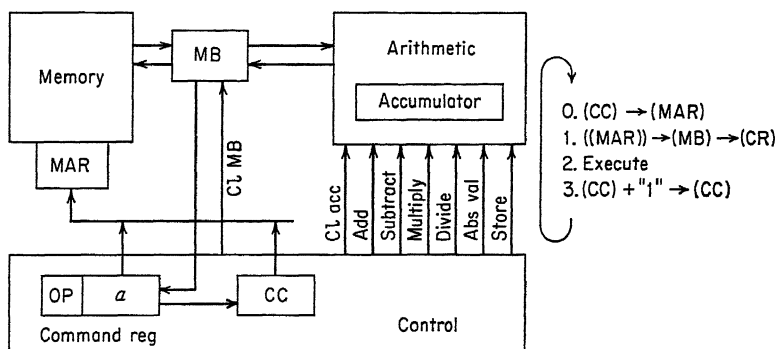 Memory
MB
Arithmetic
Accumulator
MAR
Cl MB
Cl acc
Add
Subtract
Multiply
Divide
Abs val
Store
0. (CC) → (MAR)
1. ((MAR)) → (MB) → (CR)
2. Execute
3. (CC) + "1" → (CC)
OP
a
CC
Command reg
Control